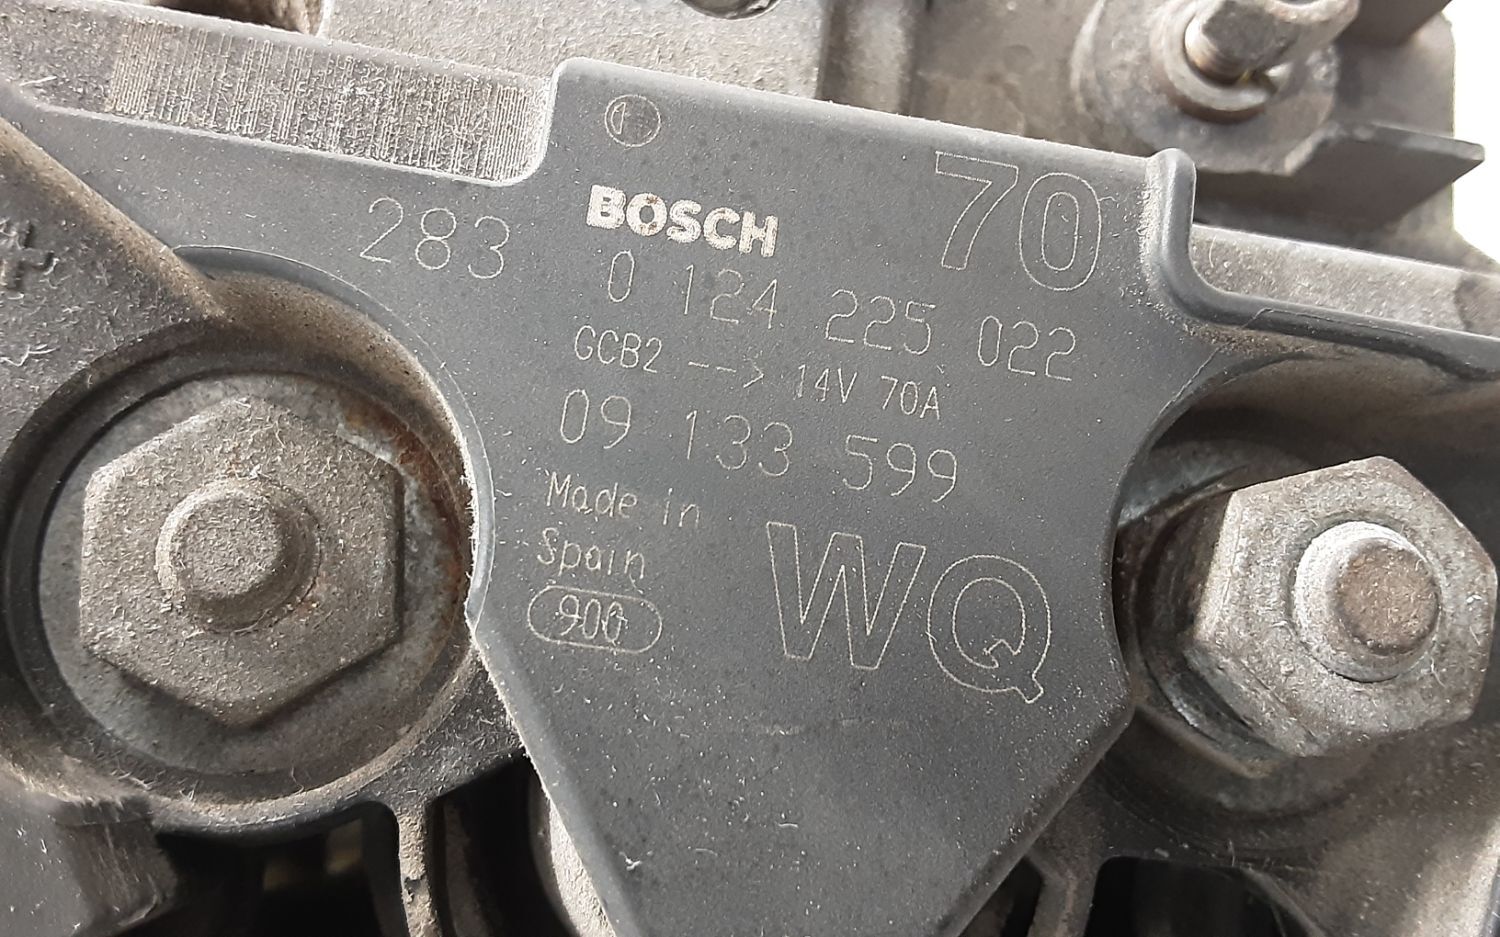 BOSCH
70
283
0 124 225 022
GCB2 --> 14V 70A
09 133 599
Made in
Spain
900
WQ